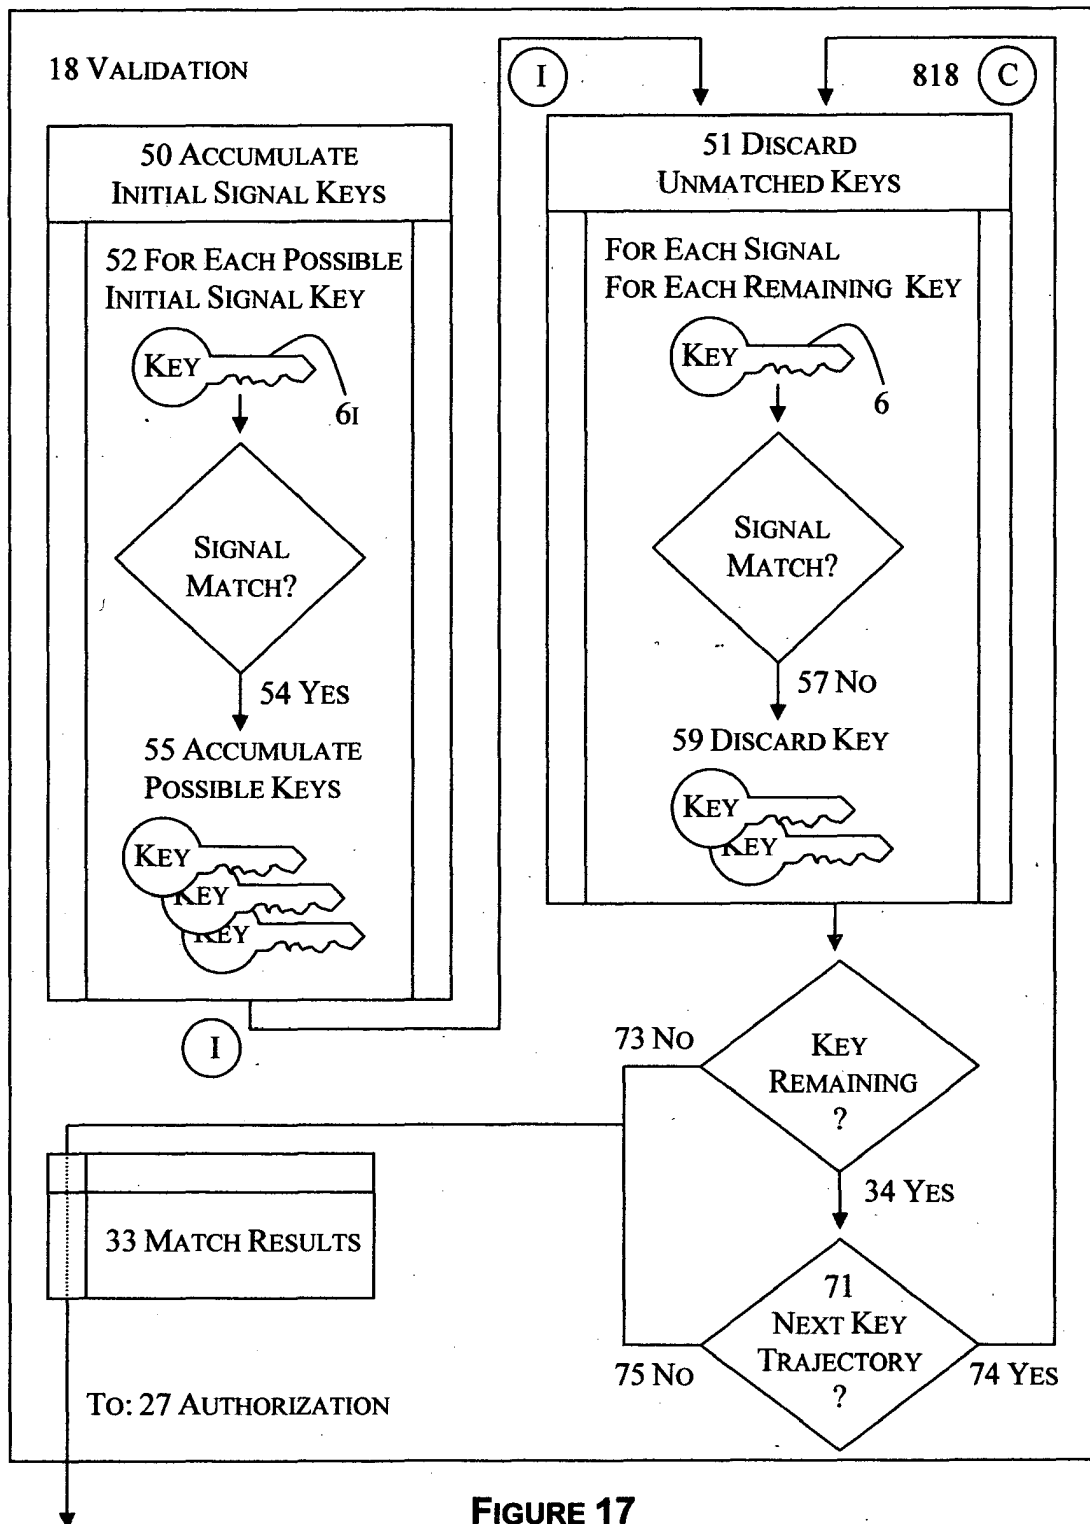 18 VALIDATION
I
818 C
50 ACCUMULATE
INITIAL SIGNAL KEYS
52 FOR EACH POSSIBLE
INITIAL SIGNAL KEY
KEY
6I
SIGNAL
MATCH?
54 YES
55 ACCUMULATE
POSSIBLE KEYS
KEY
KEY
KEY
I
51 DISCARD
UNMATCHED KEYS
FOR EACH SIGNAL
FOR EACH REMAINING KEY
KEY
6
SIGNAL
MATCH?
57 NO
59 DISCARD KEY
KEY
KEY
73 NO
KEY
REMAINING
?
34 YES
71
NEXT KEY
TRAJECTORY
?
75 NO
74 YES
33 MATCH RESULTS
TO: 27 AUTHORIZATION
FIGURE 17